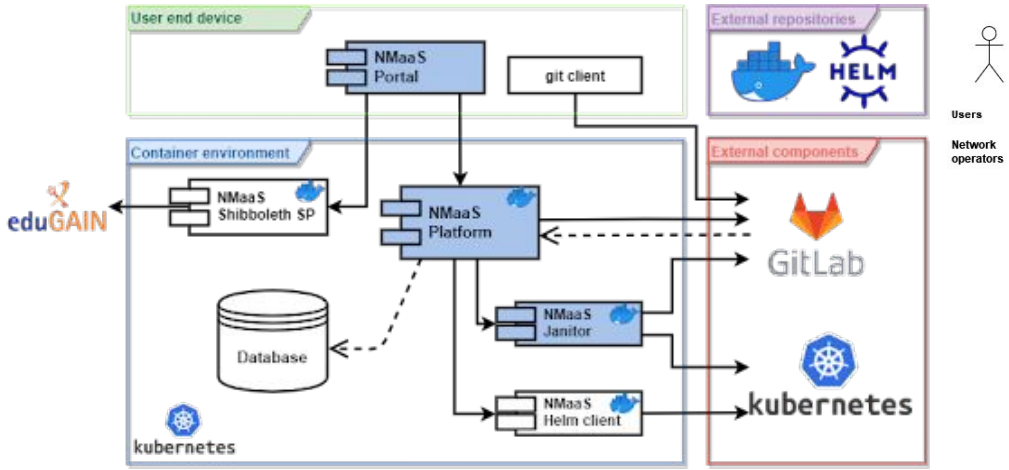 User end device
NMaaS
Portal
git client
External repositories
HELM
Users
Network
operators
Container environment
External components
eduGAIN
NMaaS
Shibboleth SP
NMaaS
Platform
GitLab
NMaaS
Janitor
Database
kubernetes
NMaaS
Helm client
kubernetes